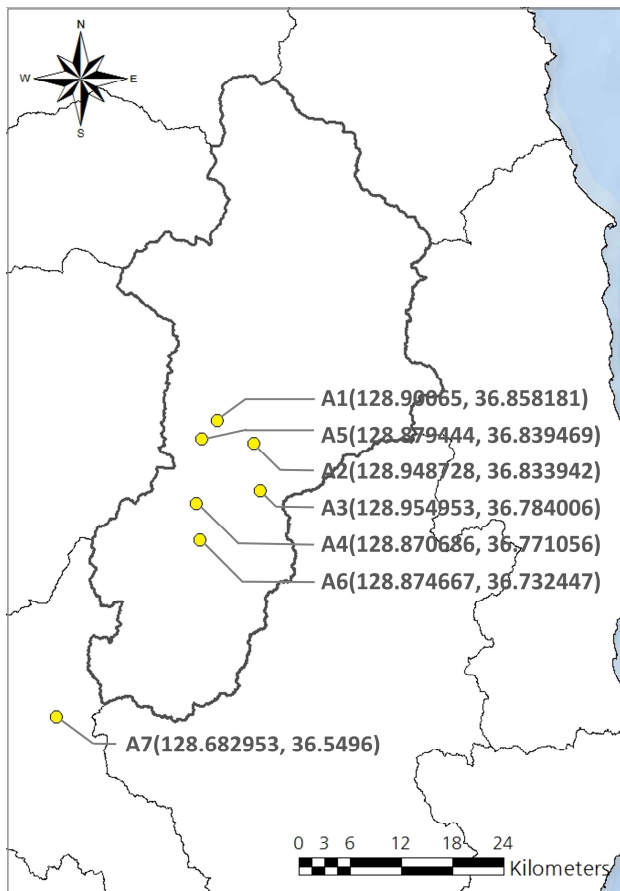 N
W E
S
A1(128.90065, 36.858181)
A5(128.879444, 36.839469)
A2(128.948728, 36.833942)
A3(128.954953, 36.784006)
A4(128.870686, 36.771056)
A6(128.874667, 36.732447)
A7(128.682953, 36.5496)
0 3 6 12 18 24
Kilometers